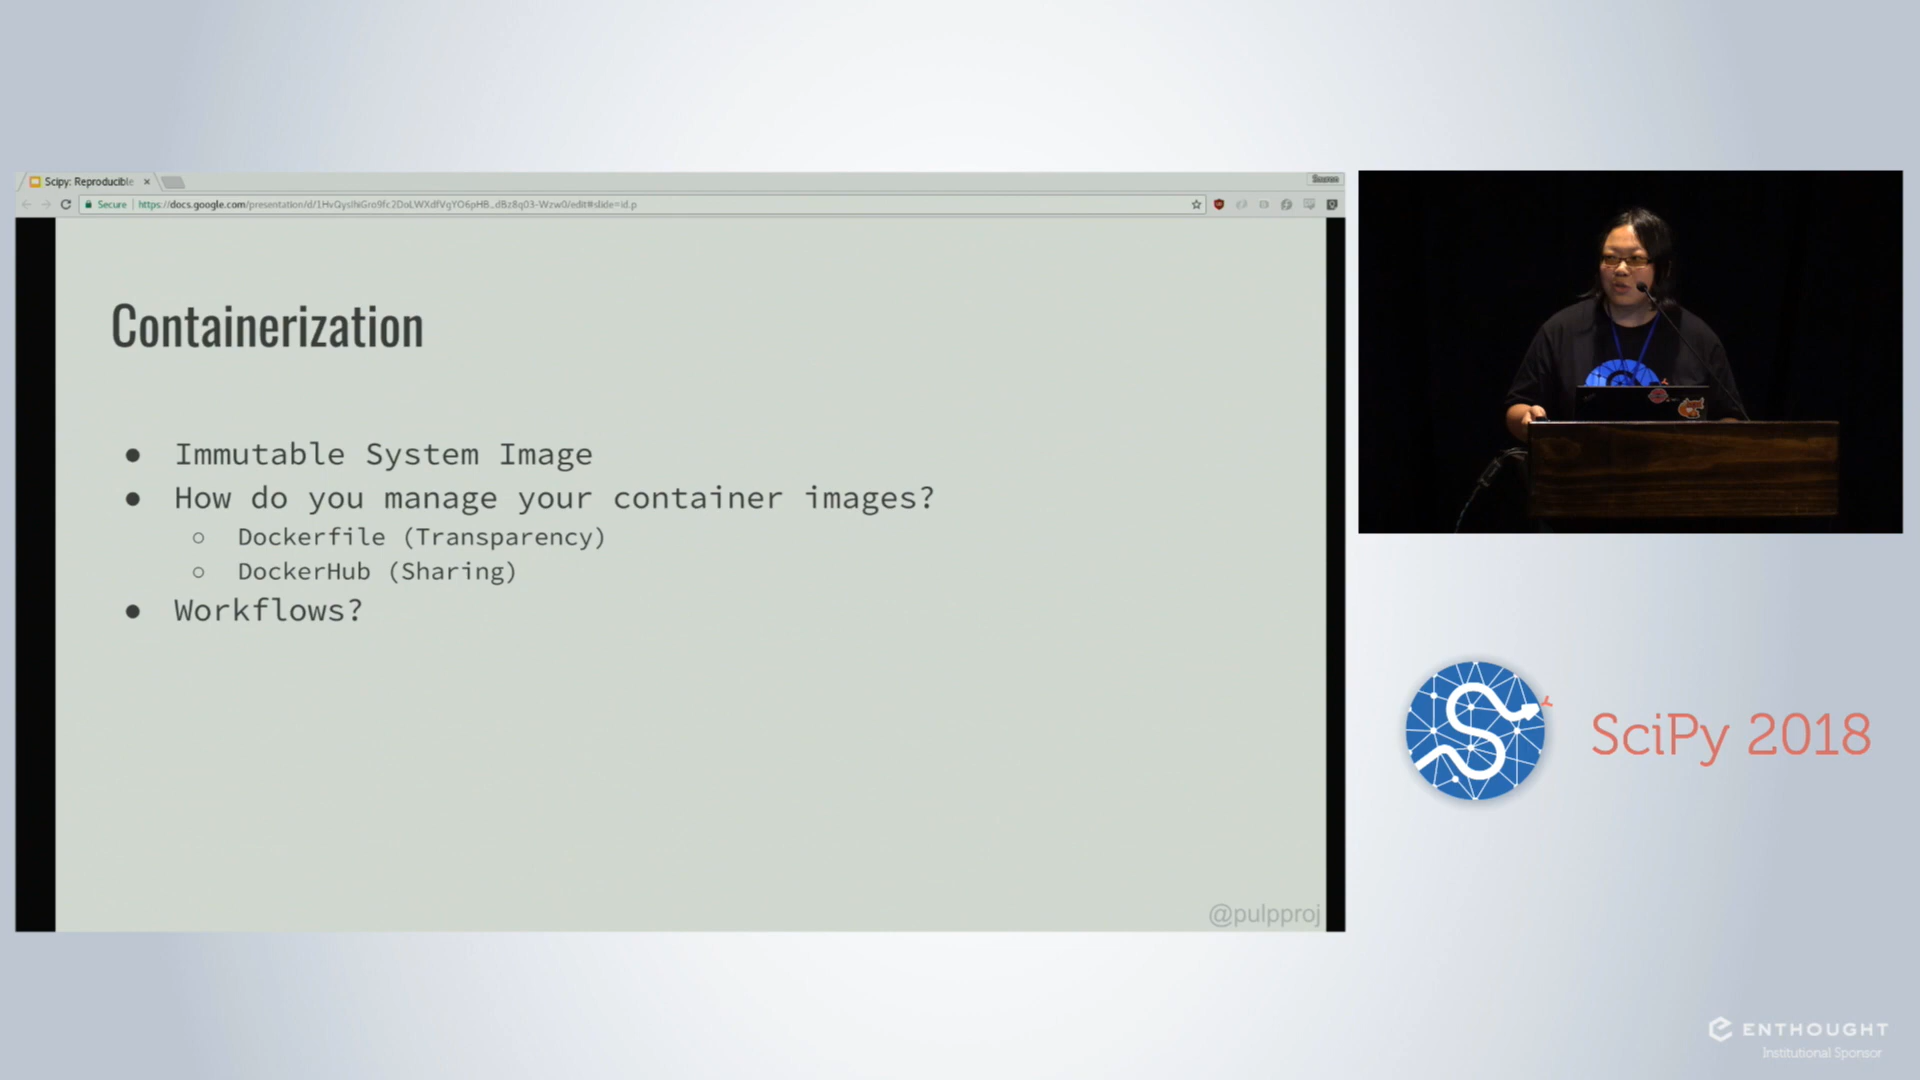 Scipy: Reproducible
Secure
Containerization
● Immutable System Image
● How do you manage your container images?
○ Dockerfile (Transparency)
○ DockerHub (Sharing)
● Workflows?
@pulpproj
SciPy 2018
ENTHOUGHT
Institutional Sponsor